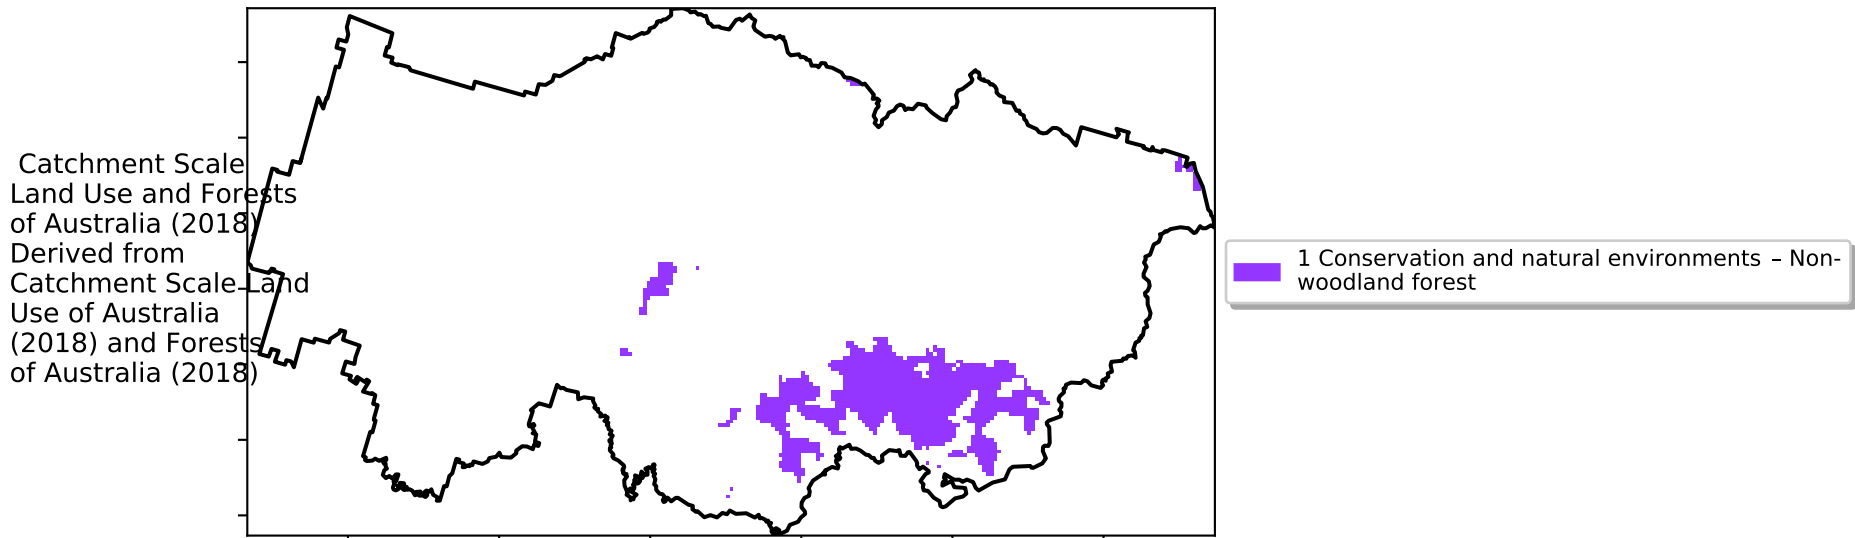 Catchment Scale
Land Use and Forests
of Australia (2018)
Derived from
Catchment Scale Land
Use of Australia
(2018) and Forests
of Australia (2018)
1 Conservation and natural environments – Non-
woodland forest